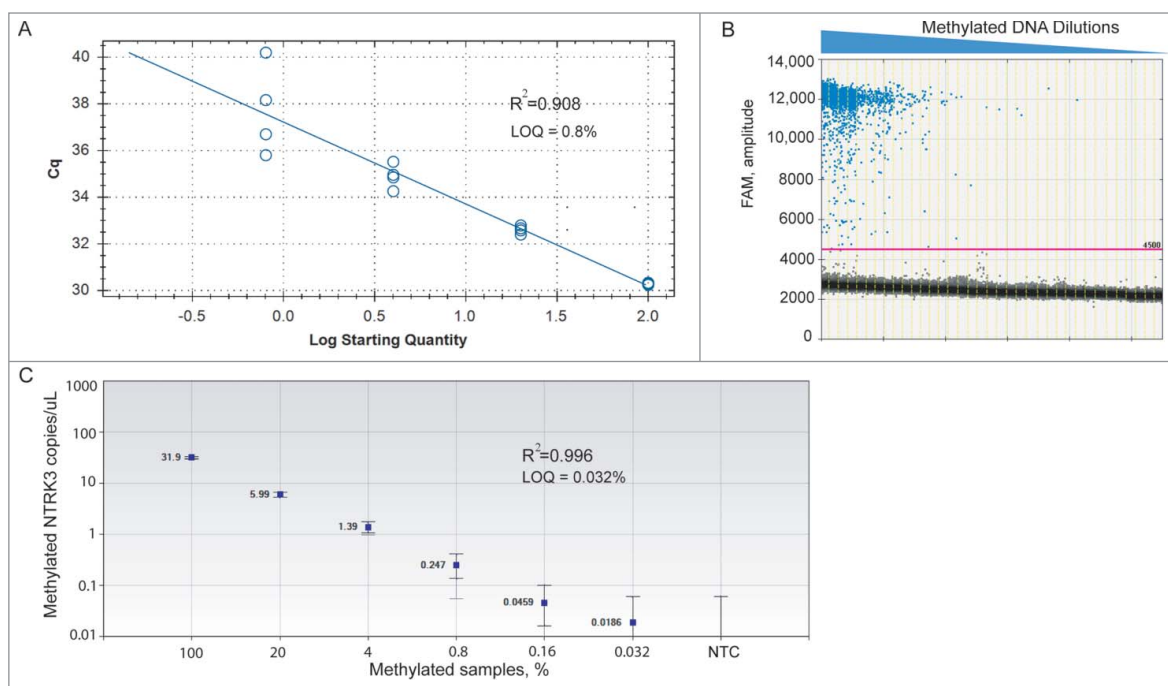 A
40
38
36
34
32
30
Cq
R²=0.908
LOQ = 0.8%
-0.5
0.0
0.5
1.0
1.5
2.0
Log Starting Quantity
B
Methylated DNA Dilutions
14,000
12,000
10,000
8000
6000
4000
2000
0
FAM, amplitude
4500
C
1000
100
10
1
0.1
0.01
Methylated NTRK3 copies/uL
R²=0.996
LOQ = 0.032%
31.9
5.99
1.39
0.247
0.0459
0.0186
100
20
4
0.8
0.16
0.032
NTC
Methylated samples, %